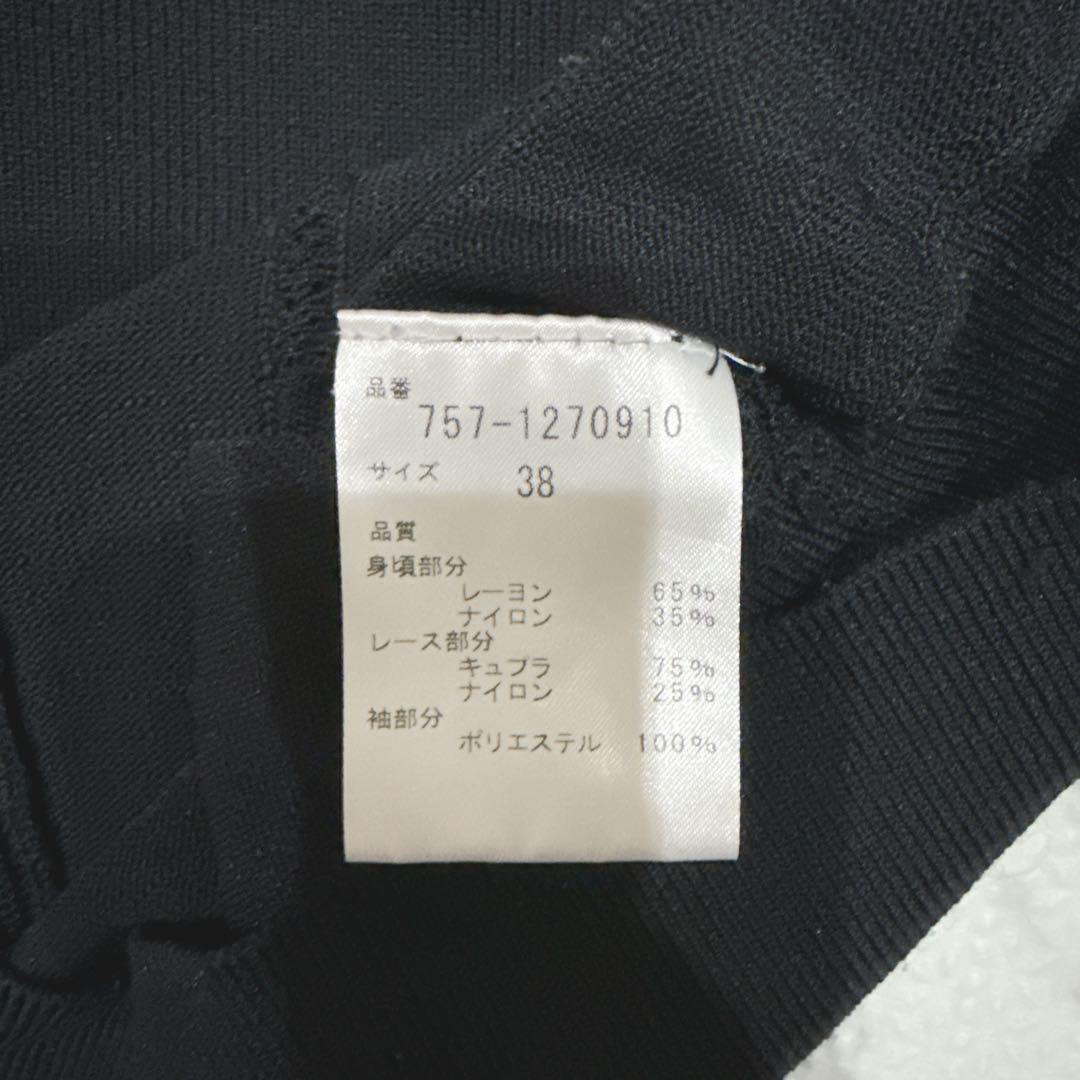 品番
757-1270910
サイズ 38
品質
身頃部分
レーヨン 65%
ナイロン 35%
レース部分
キュプラ 75%
ナイロン 25%
袖部分
ポリエステル 100%